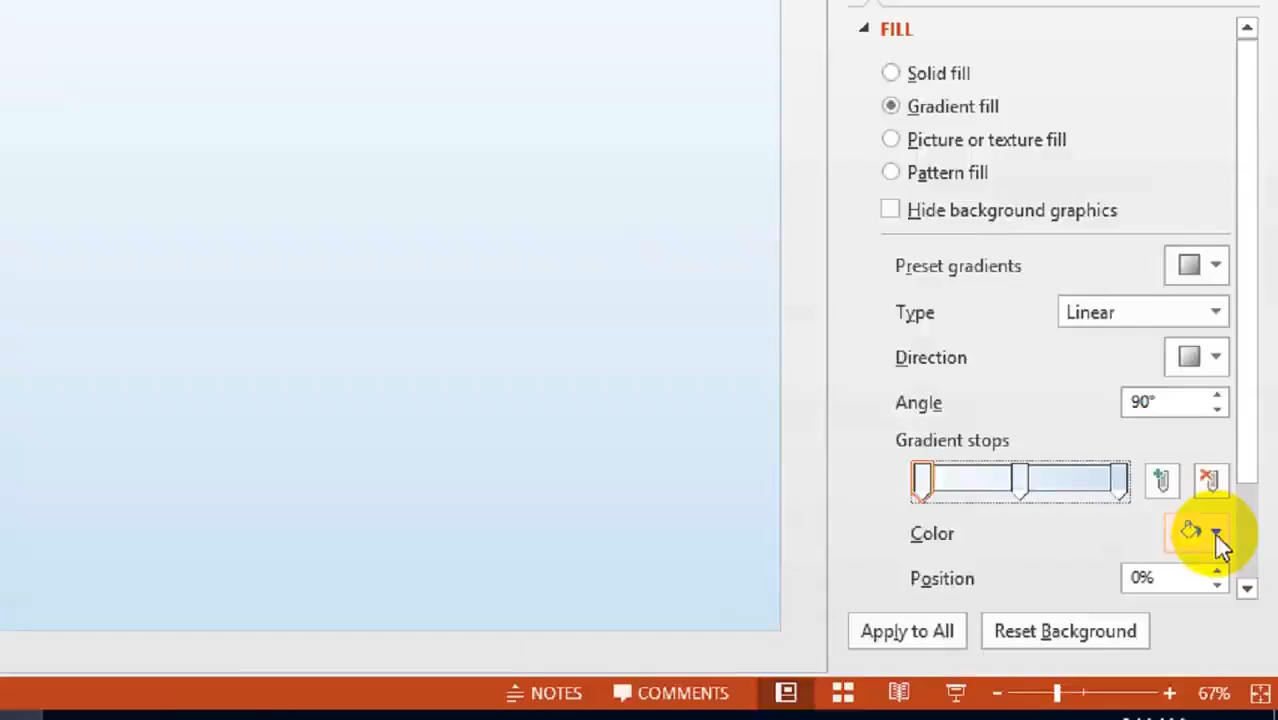 FILL
Solid fill
Gradient fill
Picture or texture fill
Pattern fill
Hide background graphics
Preset gradients
Type Linear
Direction
Angle 90°
Gradient stops
Color
Position 0%
Apply to All Reset Background
NOTES COMMENTS 67%